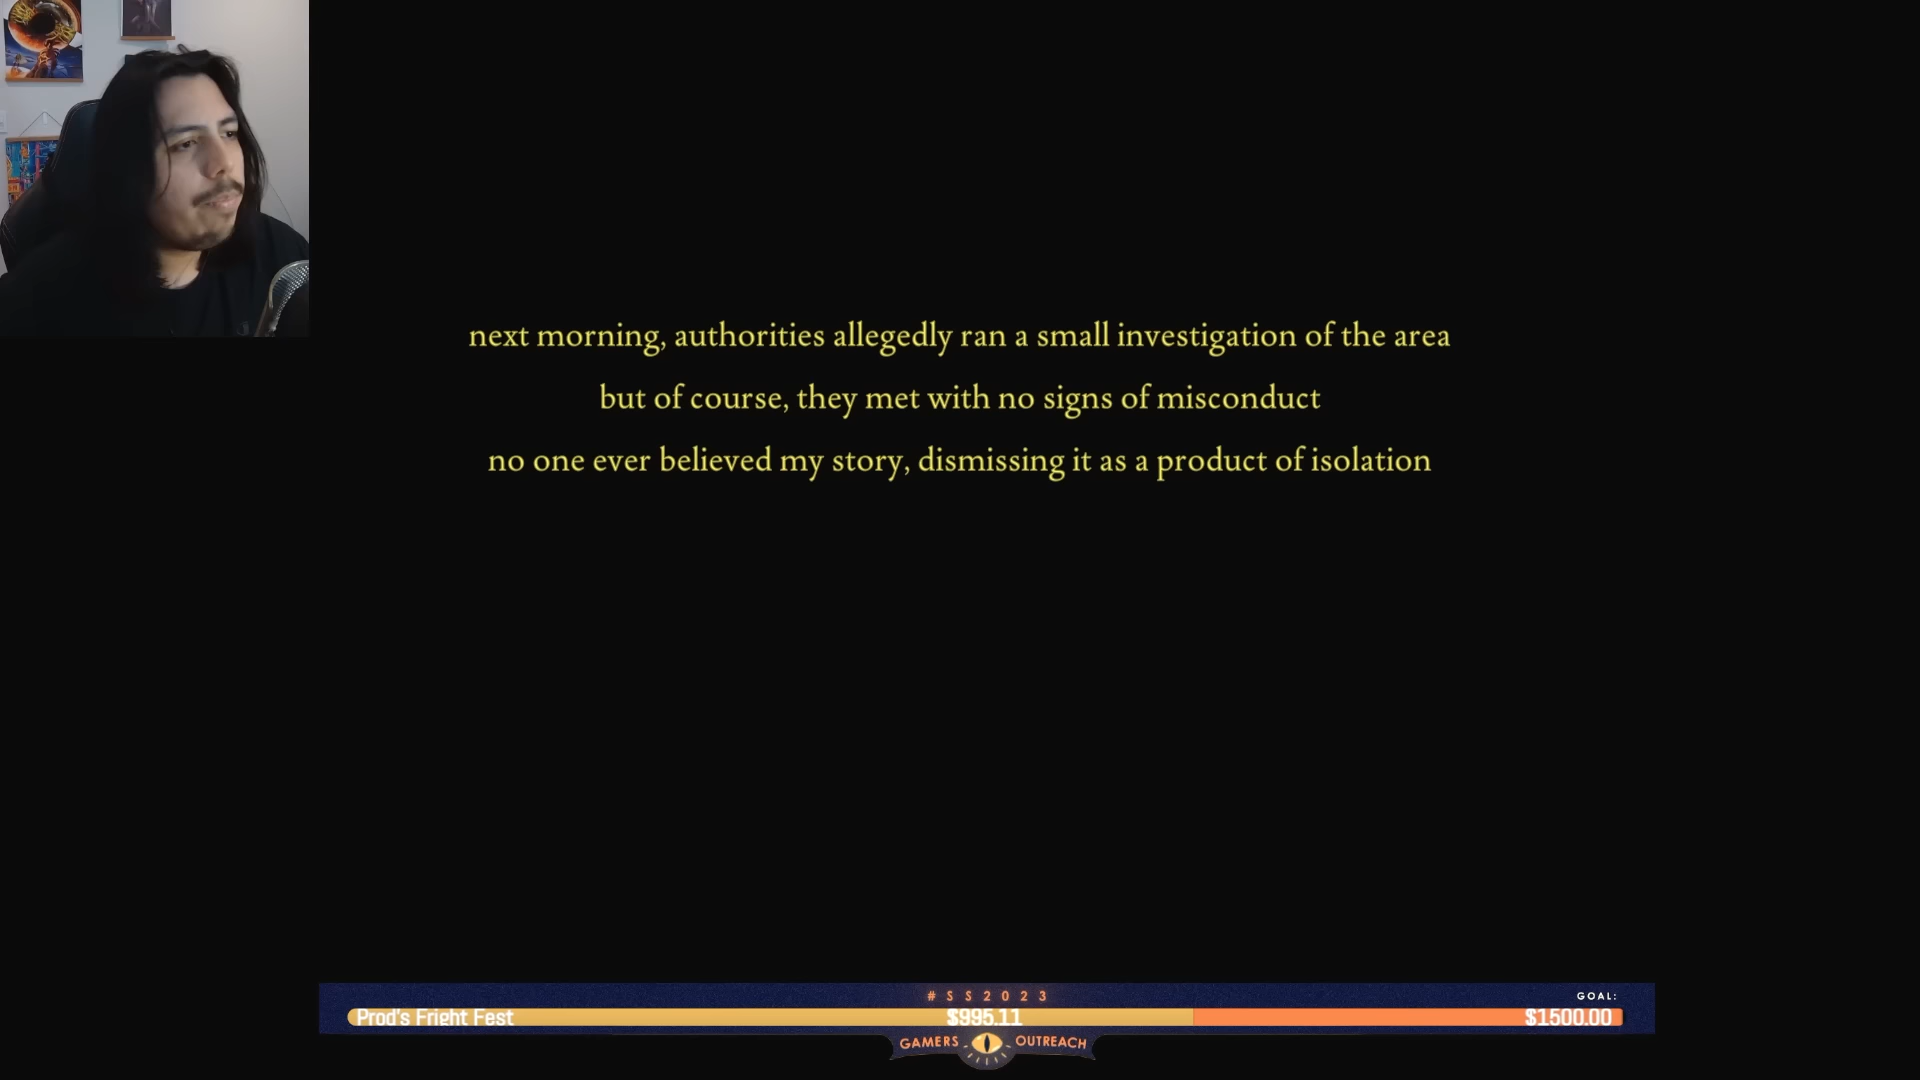 next morning, authorities allegedly ran a small investigation of the area
but of course, they met with no signs of misconduct
no one ever believed my story, dismissing it as a product of isolation
#SS2023
GOAL:
Prod's Fright Fest $995.11 $1500.00
GAMERS OUTREACH